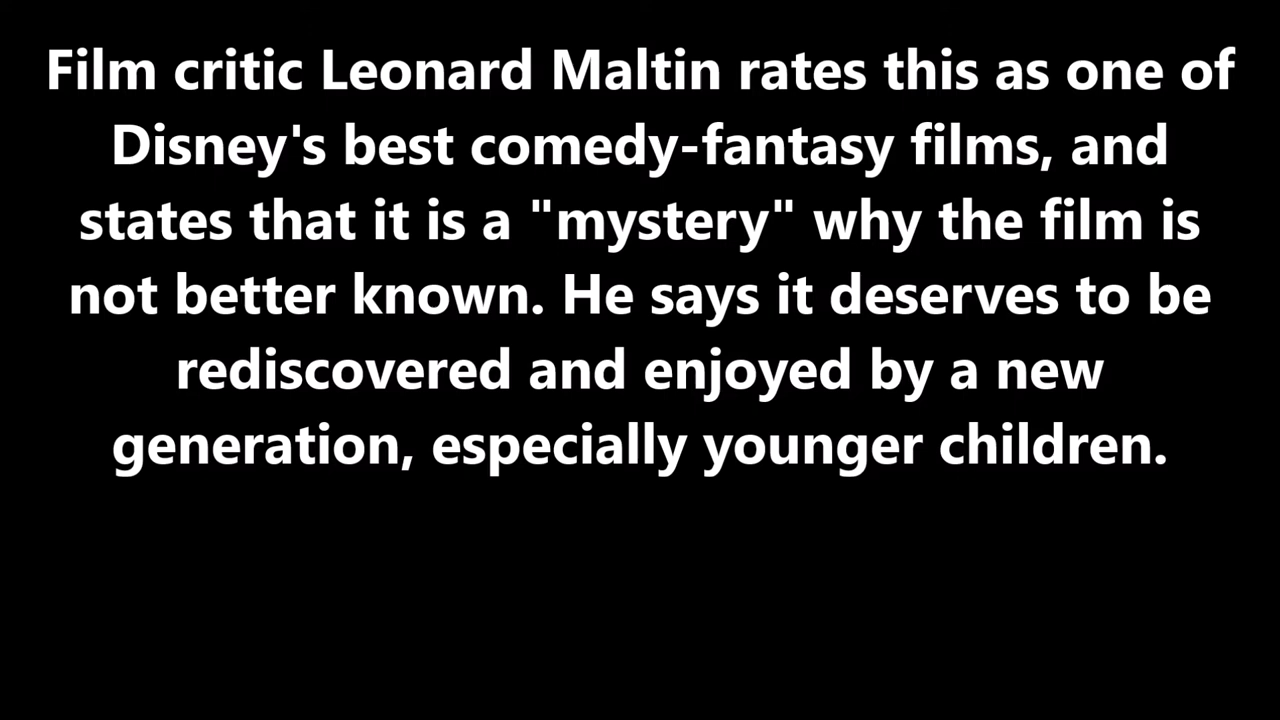 Film critic Leonard Maltin rates this as one of
Disney's best comedy-fantasy films, and
states that it is a "mystery" why the film is
not better known. He says it deserves to be
rediscovered and enjoyed by a new
generation, especially younger children.